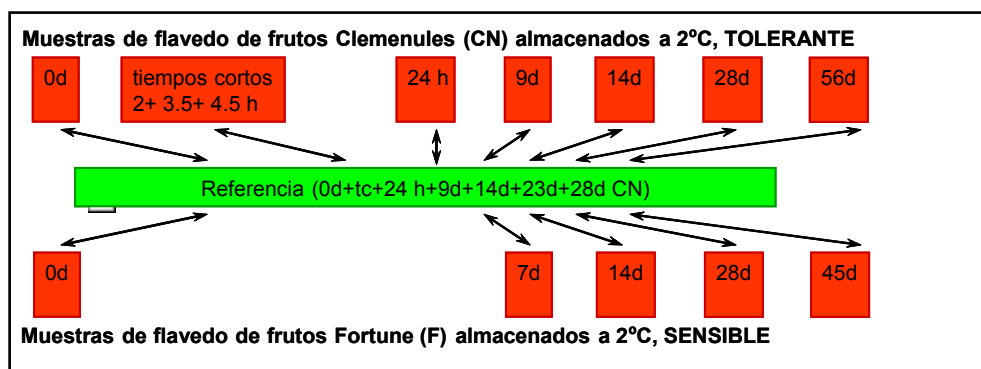 Muestras de flavedo de frutos Clemenules (CN) almacenados a 2ºC, TOLERANTE
0d
tiempos cortos
2+ 3.5+ 4.5 h
24 h
9d
14d
28d
56d
Referencia (0d+tc+24 h+9d+14d+23d+28d CN)
0d
7d
14d
28d
45d
Muestras de flavedo de frutos Fortune (F) almacenados a 2ºC, SENSIBLE